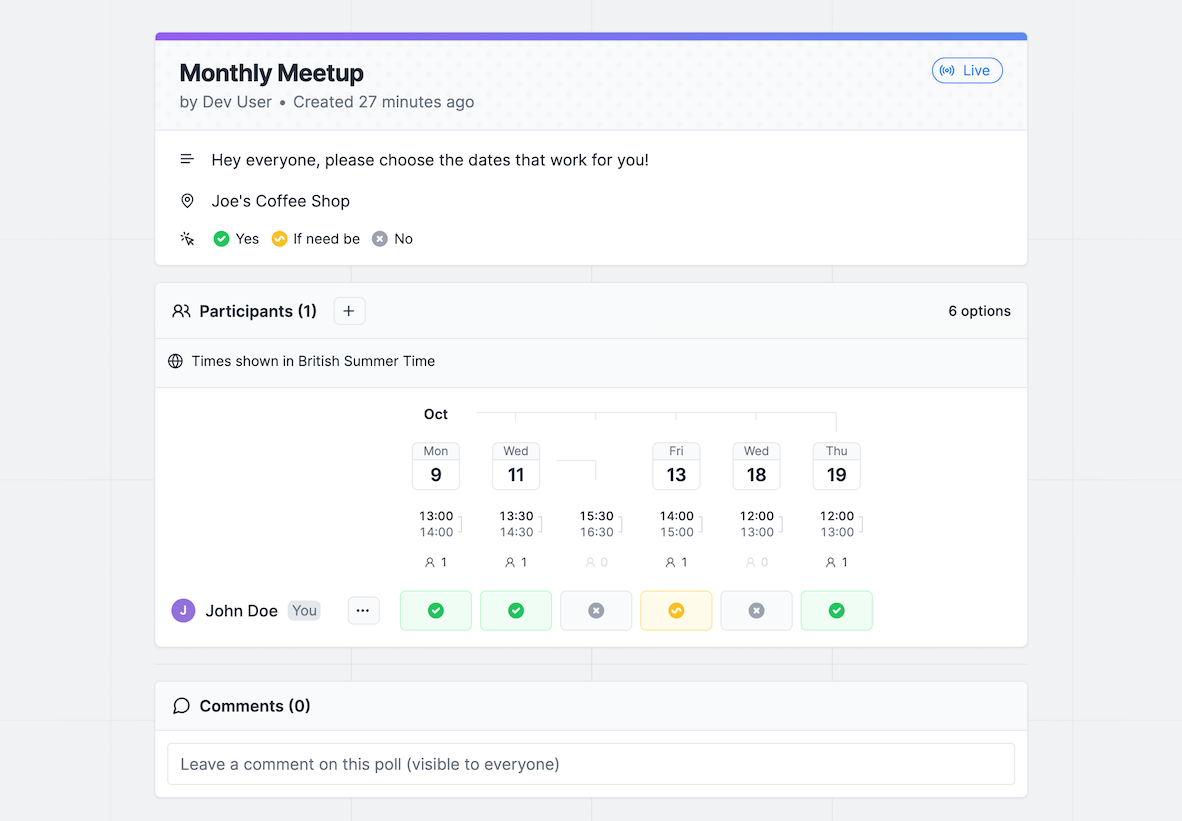 Monthly Meetup
Live
by Dev User • Created 27 minutes ago
Hey everyone, please choose the dates that work for you!
Joe's Coffee Shop
Yes If need be No
Participants (1) +
6 options
Times shown in British Summer Time
Oct
Mon Wed Fri Wed Thu
9 11 13 18 19
13:00 13:30 15:30 14:00 12:00 12:00
14:00 14:30 16:30 15:00 13:00 13:00
1 1 0 1 0 1
J John Doe You ...
Comments (0)
Leave a comment on this poll (visible to everyone)